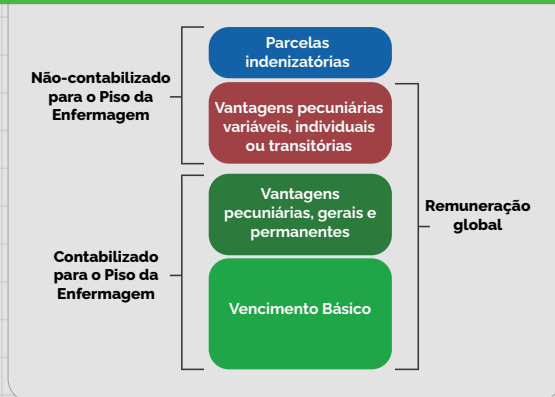 Não-contabilizado
para o Piso da
Enfermagem
Parcelas
indenizatórias
Vantagens pecuniárias
variáveis, individuais
ou transitórias
Contabilizado
para o Piso da
Enfermagem
Vantagens
pecuniárias, gerais e
permanentes
Vencimento Básico
Remuneração
global